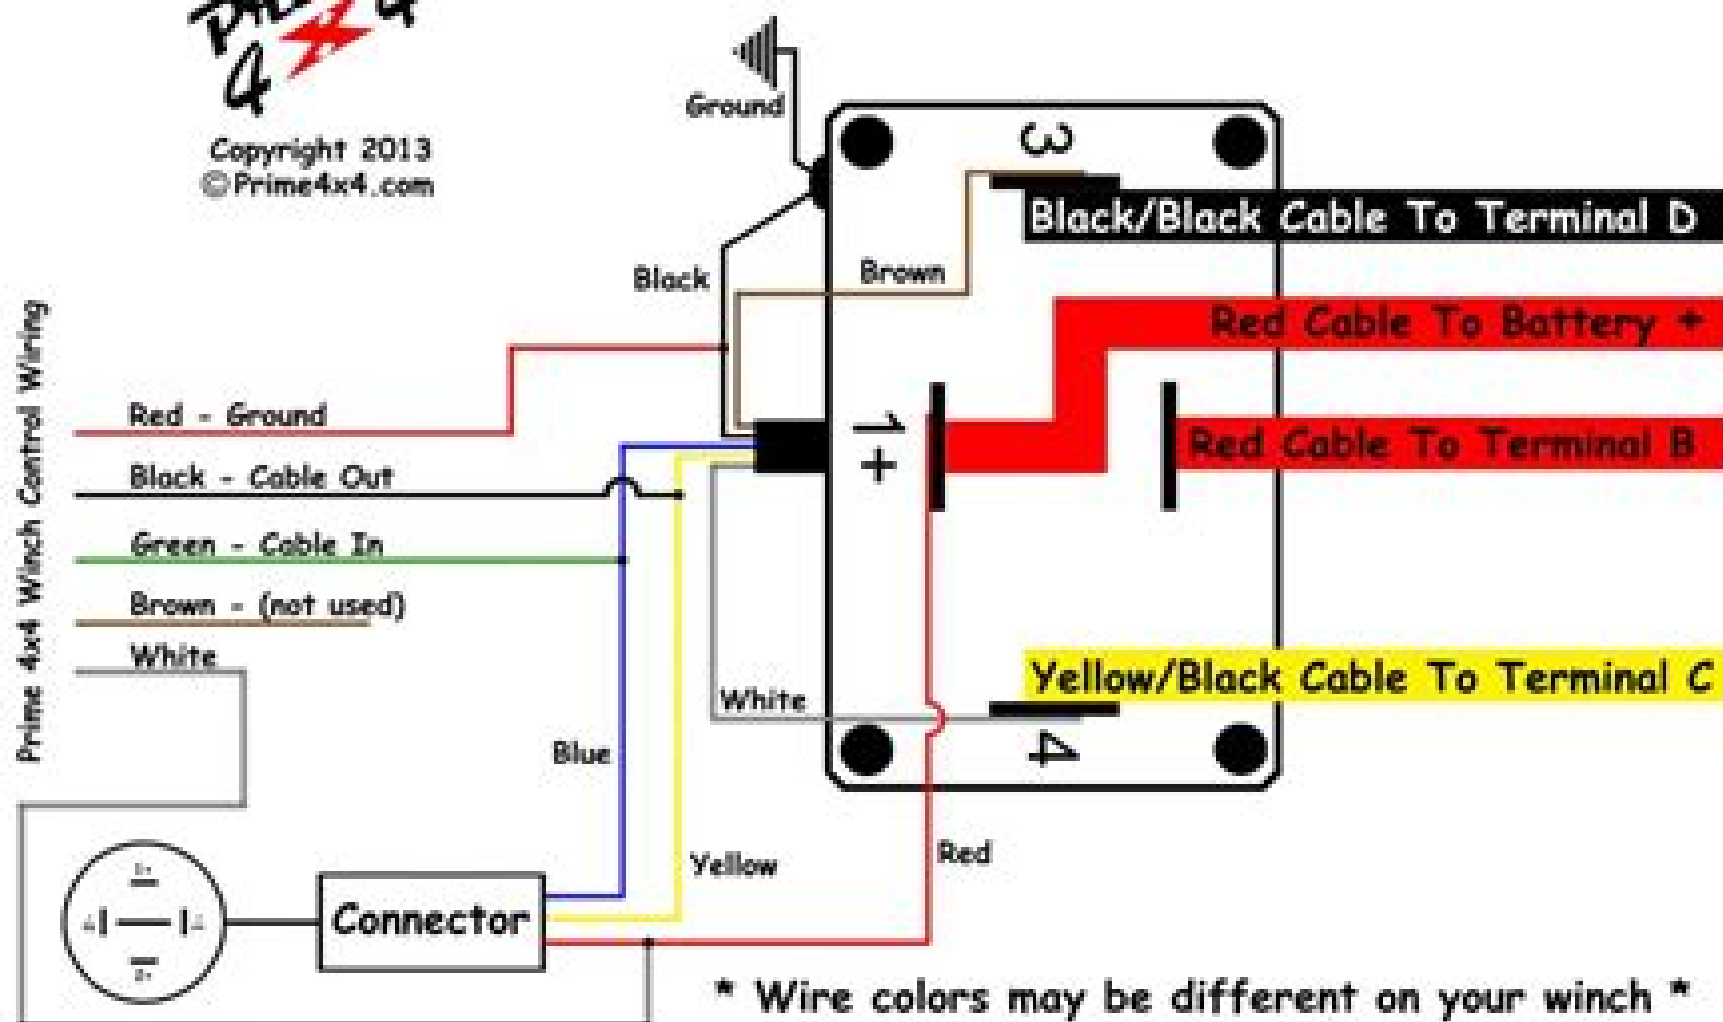 4
Copyright 2013
©Prime4x4.com
Ground
3
Black/Black Cable To Terminal D
Black
Brown
Red Cable To Battery +
Prime 4x4 Winch Control Wiring
Red - Ground
1
+
Red Cable To Terminal B
Black - Cable Out
Green - Cable In
Brown - (not used)
White
Yellow/Black Cable To Terminal C
White
4
Blue
Yellow
Red
Connector
* Wire colors may be different on your winch *